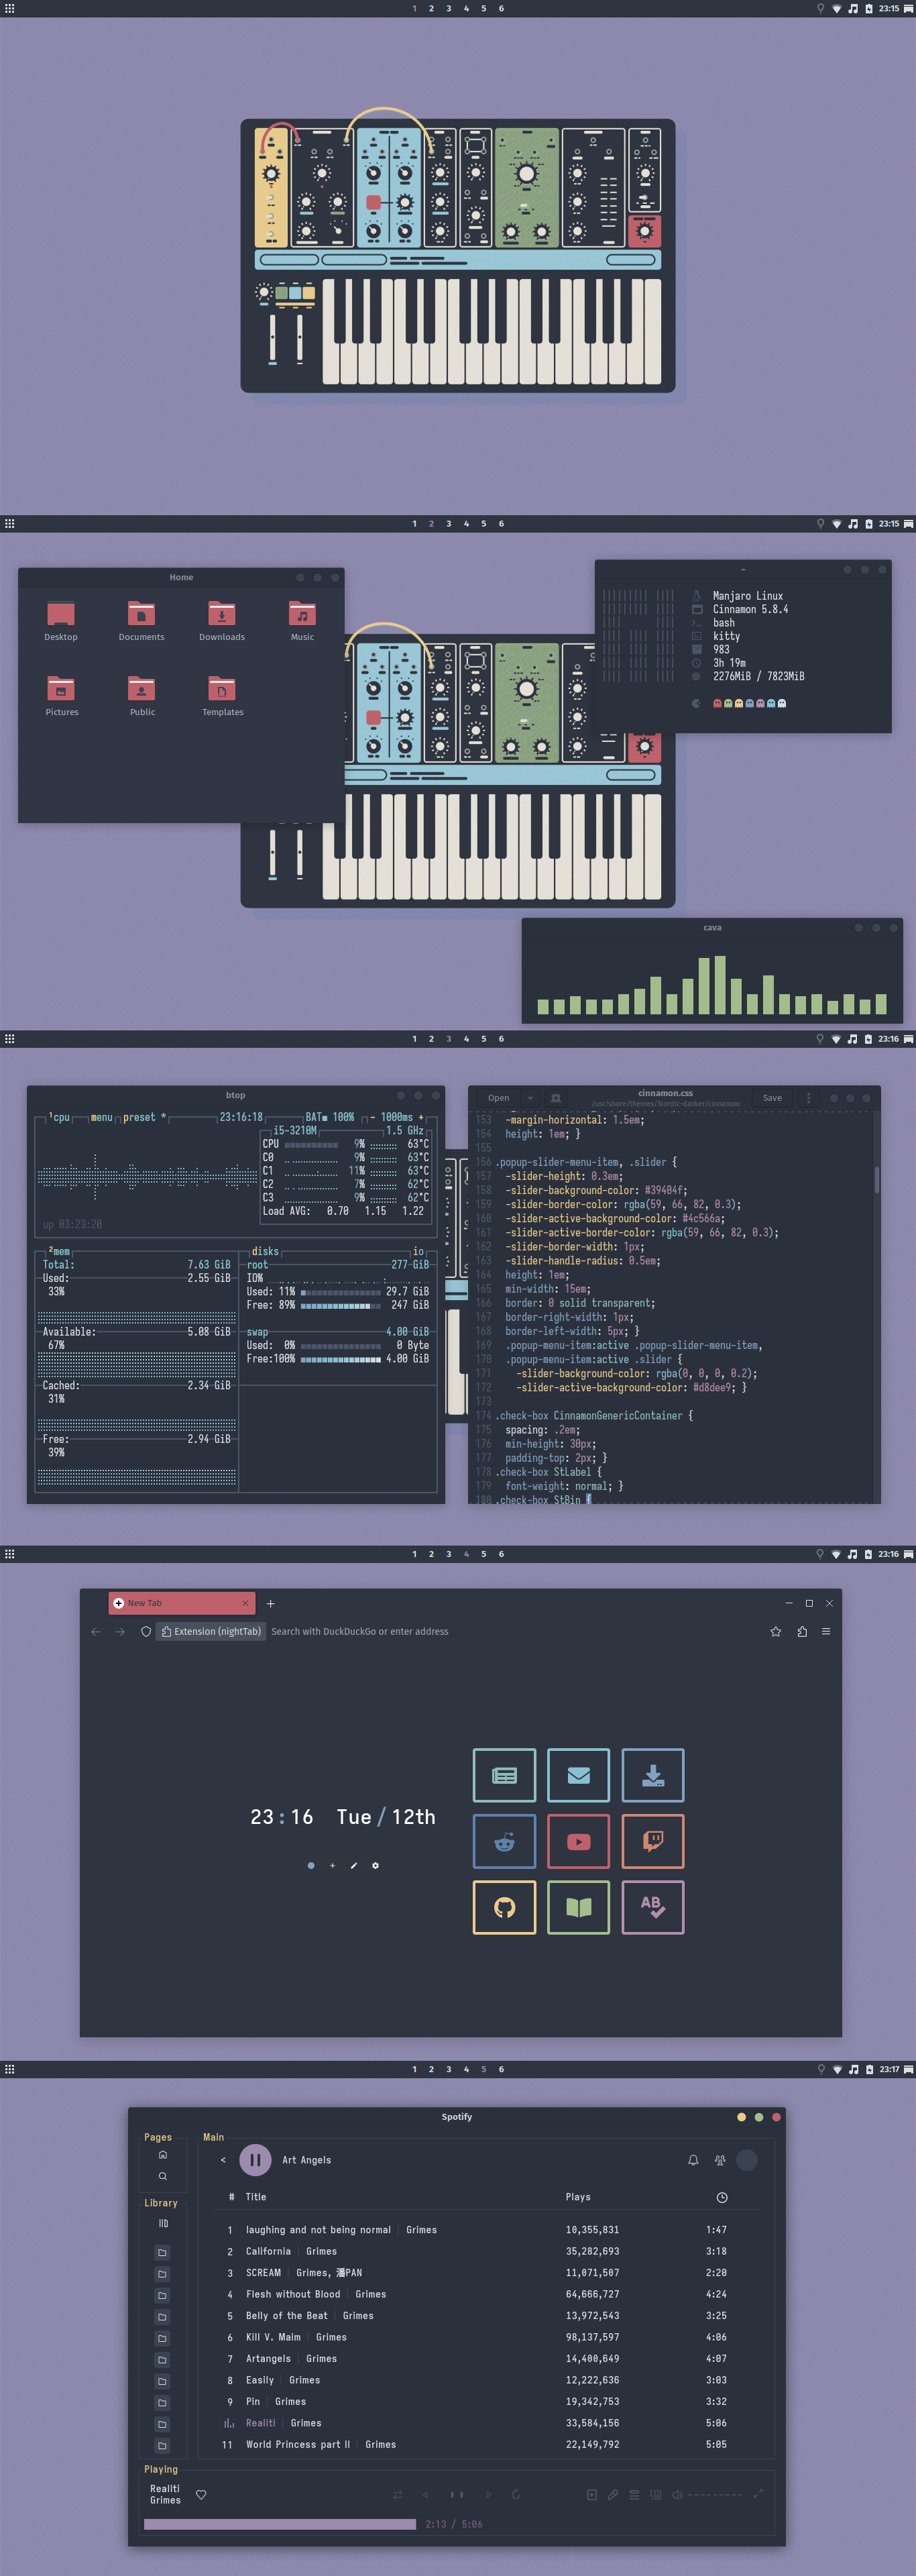 1 2 3 4 5 6 23:15
1 2 3 4 5 6 23:15
Home
Desktop Documents Downloads Music
Pictures Public Templates
~
Manjaro Linux
Cinnamon 5.8.4
bash
kitty
983
3h 19m
2276MiB / 7823MiB
cava
1 2 3 4 5 6 23:16
btop
¹cpu menu preset * 23:16:18 BAT■ 100% - 1000ms +
i5-3210M 1.5 GHz
CPU 9% 63°C
C0 9% 63°C
C1 11% 63°C
C2 7% 62°C
C3 9% 62°C
Load AVG: 0.70 1.15 1.22
up 03:23:20
²mem
Total: 7.63 GiB
Used: 2.55 GiB
33%
Available: 5.08 GiB
67%
Cached: 2.34 GiB
31%
Free: 2.94 GiB
39%
disks io
root 277 GiB
IO%
Used: 11% 29.7 GiB
Free: 89% 247 GiB
swap 4.00 GiB
Used: 0% 0 Byte
Free:100% 4.00 GiB
Open cinnamon.css Save
/usr/share/themes/Nordic-darker/cinnamon
153 -margin-horizontal: 1.5em;
154 height: 1em; }
155
156 .popup-slider-menu-item, .slider {
157 -slider-height: 0.3em;
158 -slider-background-color: #39404f;
159 -slider-border-color: rgba(59, 66, 82, 0.3);
160 -slider-active-background-color: #4c566a;
161 -slider-active-border-color: rgba(59, 66, 82, 0.3);
162 -slider-border-width: 1px;
163 -slider-handle-radius: 0.5em;
164 height: 1em;
165 min-width: 15em;
166 border: 0 solid transparent;
167 border-right-width: 1px;
168 border-left-width: 5px; }
169 .popup-menu-item:active .popup-slider-menu-item,
170 .popup-menu-item:active .slider {
171 -slider-background-color: rgba(0, 0, 0, 0.2);
172 -slider-active-background-color: #d8dee9; }
173
174 .check-box CinnamonGenericContainer {
175 spacing: .2em;
176 min-height: 30px;
177 padding-top: 2px; }
178 .check-box StLabel {
179 font-weight: normal; }
180 .check-box StBin {
1 2 3 4 5 6 23:16
New Tab
Extension (nightTab) Search with DuckDuckGo or enter address
23:16 Tue/12th
AB
1 2 3 4 5 6 23:17
Spotify
Pages
Library
Main
< Art Angels
# Title Plays
1 laughing and not being normal | Grimes 10,355,831 1:47
2 California | Grimes 35,282,693 3:18
3 SCREAM | Grimes, 潘PAN 11,071,507 2:20
4 Flesh without Blood | Grimes 64,666,727 4:24
5 Belly of the Beat | Grimes 13,972,543 3:25
6 Kill V. Maim | Grimes 98,137,597 4:06
7 Artangels | Grimes 14,400,649 4:07
8 Easily | Grimes 12,222,636 3:03
9 Pin | Grimes 19,342,753 3:32
Realiti | Grimes 33,584,156 5:06
11 World Princess part II | Grimes 22,149,792 5:05
Playing
Realiti
Grimes
2:13 / 5:06